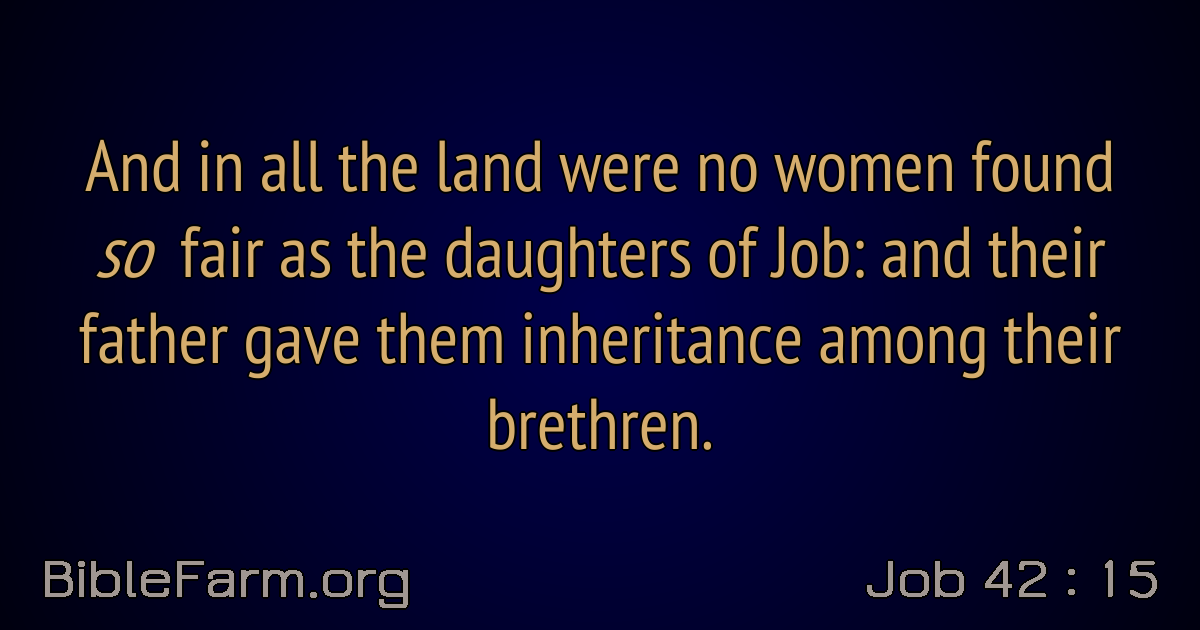 And in all the land were no women found
so fair as the daughters of Job: and their
father gave them inheritance among their
brethren.
BibleFarm.org
Job 42 : 15